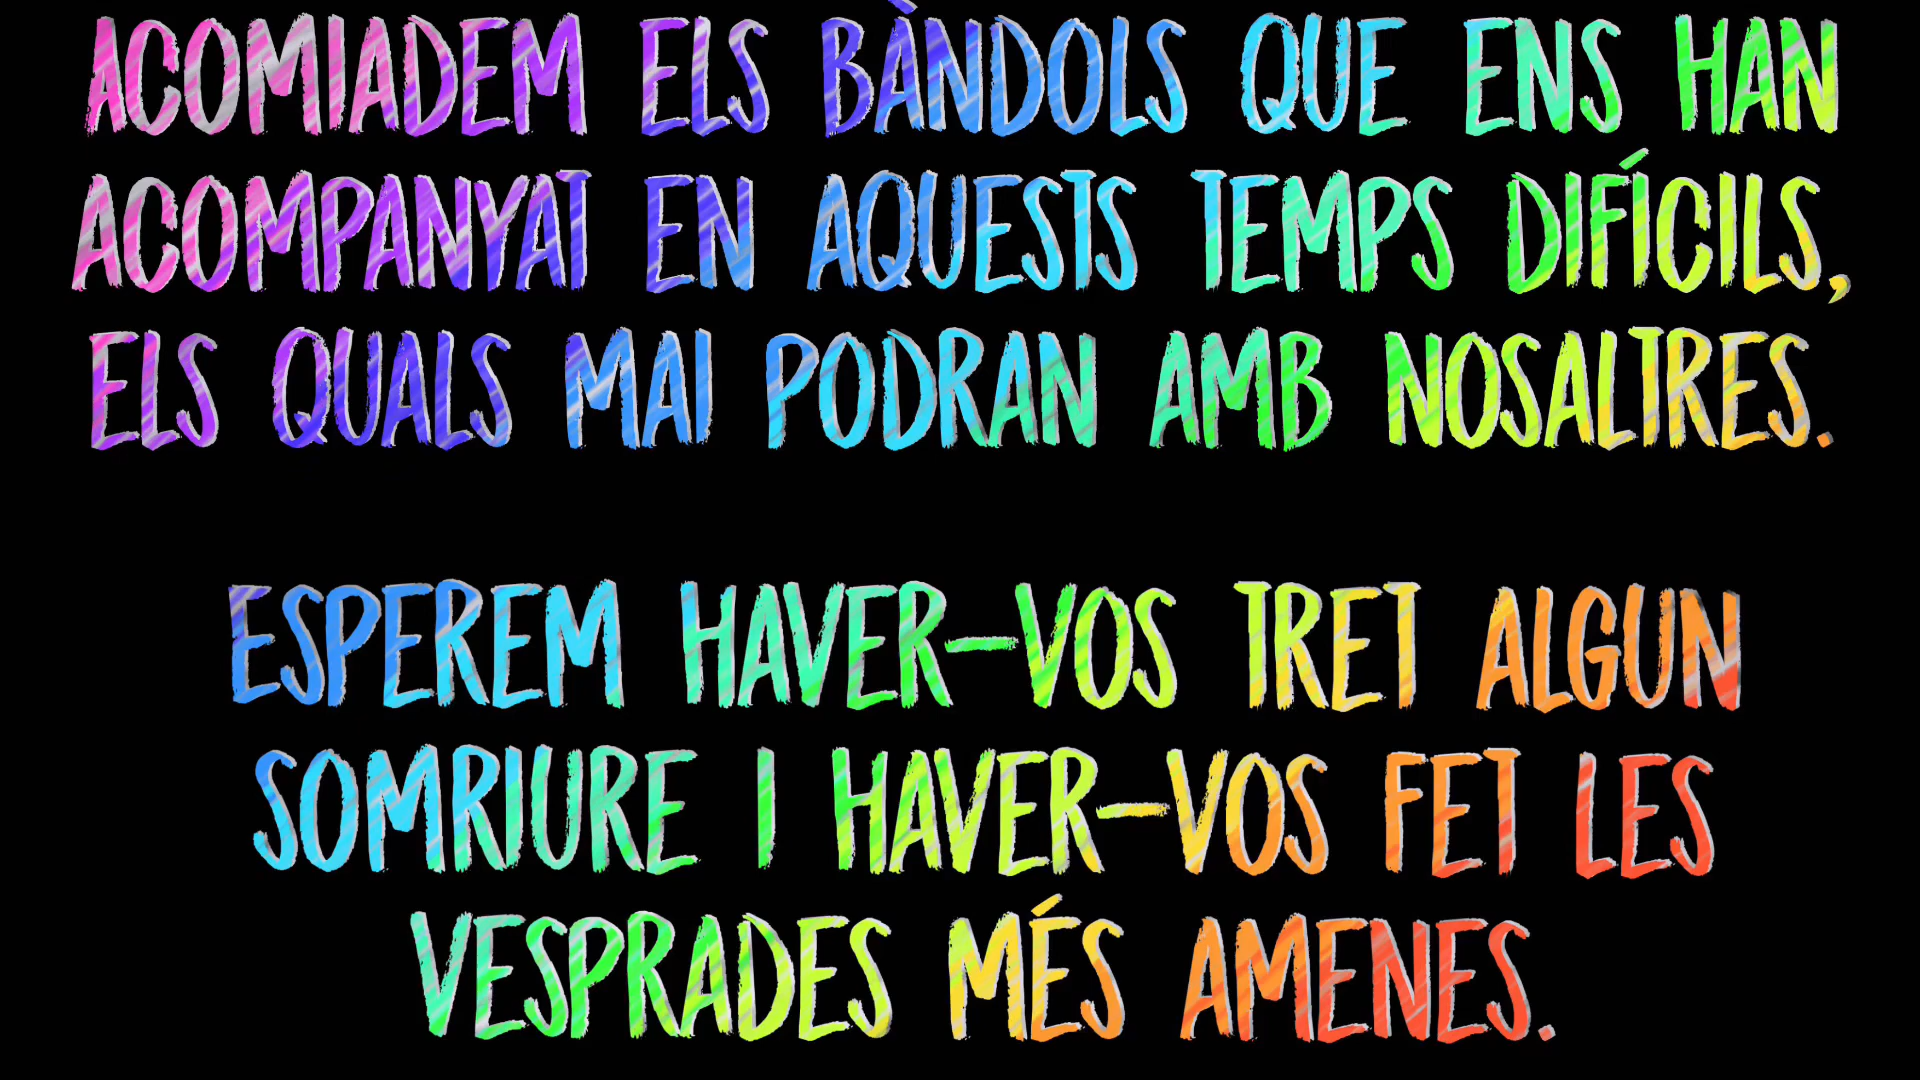 ACOMIADEM ELS BÀNDOLS QUE ENS HAN
ACOMPANYAT EN AQUESTS TEMPS DIFÍCILS,
ELS QUALS MAI PODRAN AMB NOSALTRES.
ESPEREM HAVER-VOS TRET ALGUN
SOMRIURE I HAVER-VOS FET LES
VESPRADES MÉS AMENES.